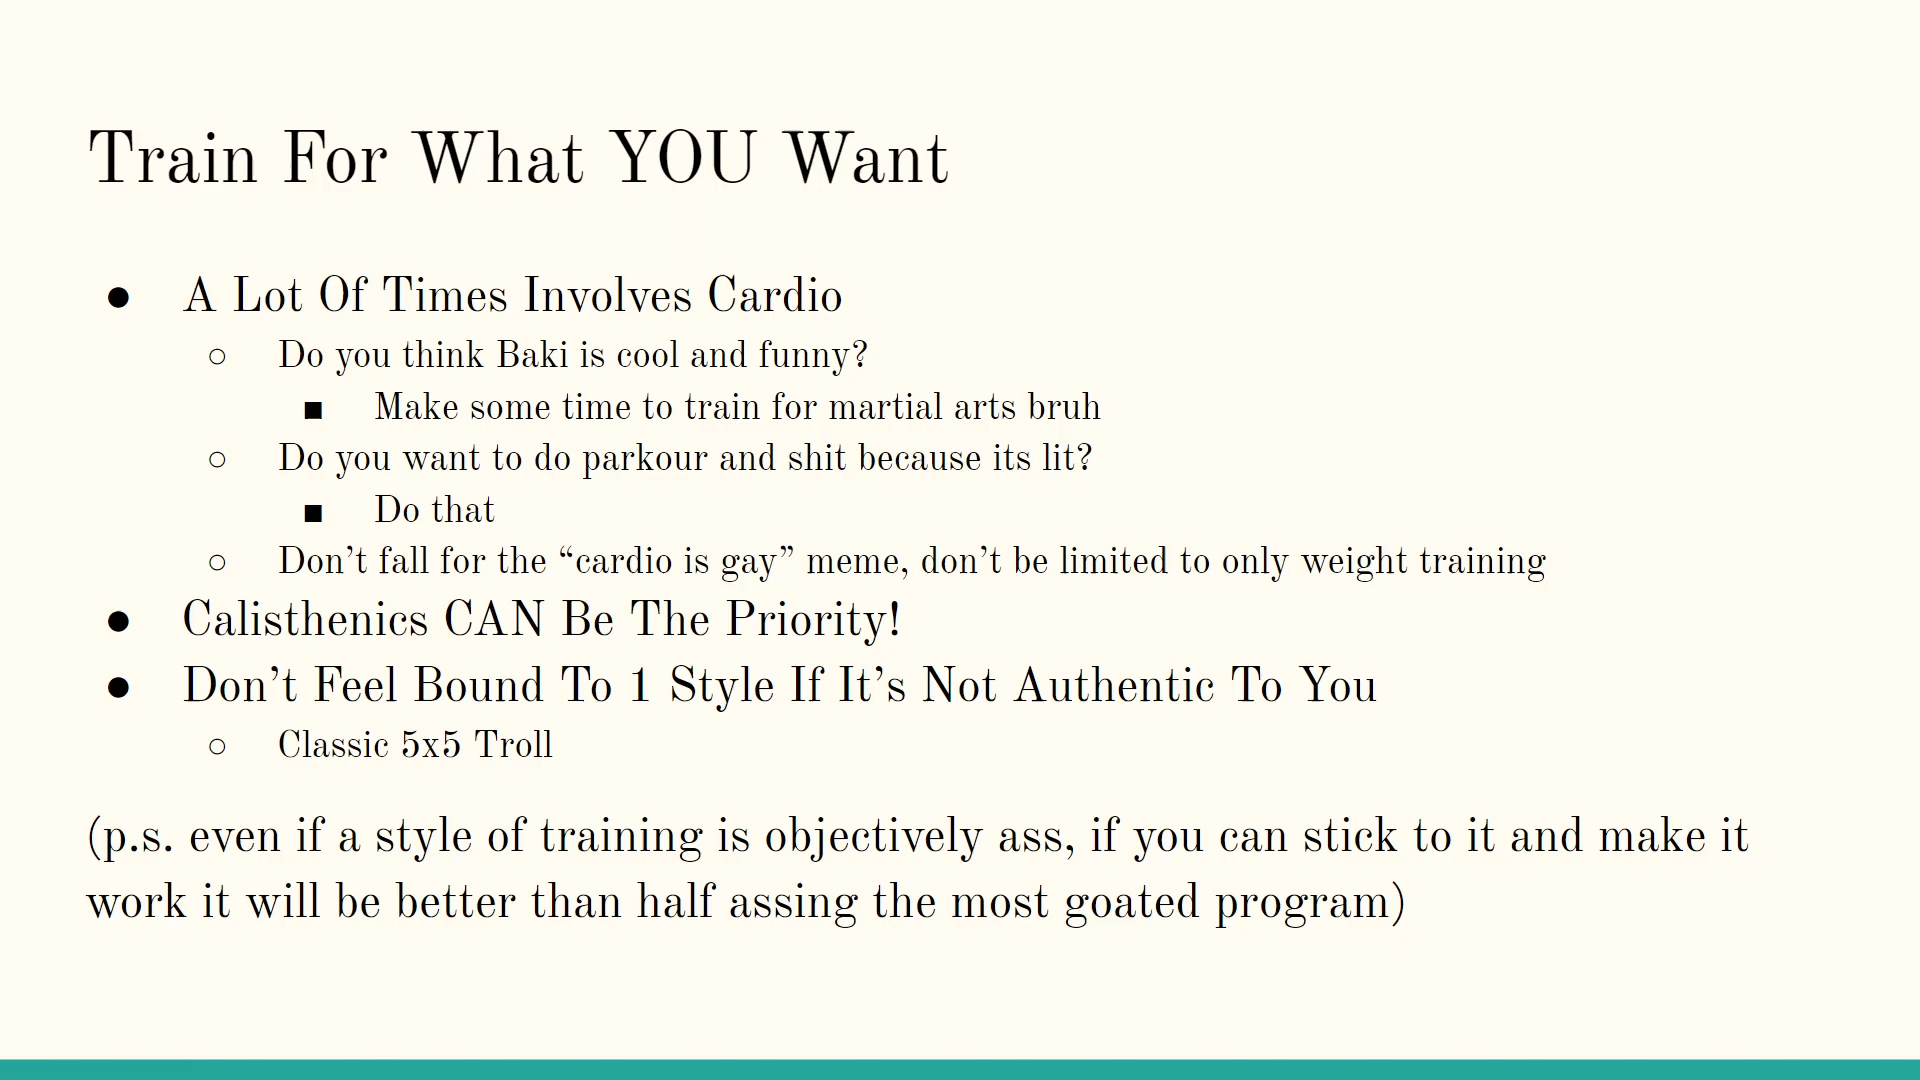 Train For What YOU Want
● A Lot Of Times Involves Cardio
○ Do you think Baki is cool and funny?
■ Make some time to train for martial arts bruh
○ Do you want to do parkour and shit because its lit?
■ Do that
○ Don’t fall for the “cardio is gay” meme, don’t be limited to only weight training
● Calisthenics CAN Be The Priority!
● Don’t Feel Bound To 1 Style If It’s Not Authentic To You
○ Classic 5x5 Troll
(p.s. even if a style of training is objectively ass, if you can stick to it and make it
work it will be better than half assing the most goated program)